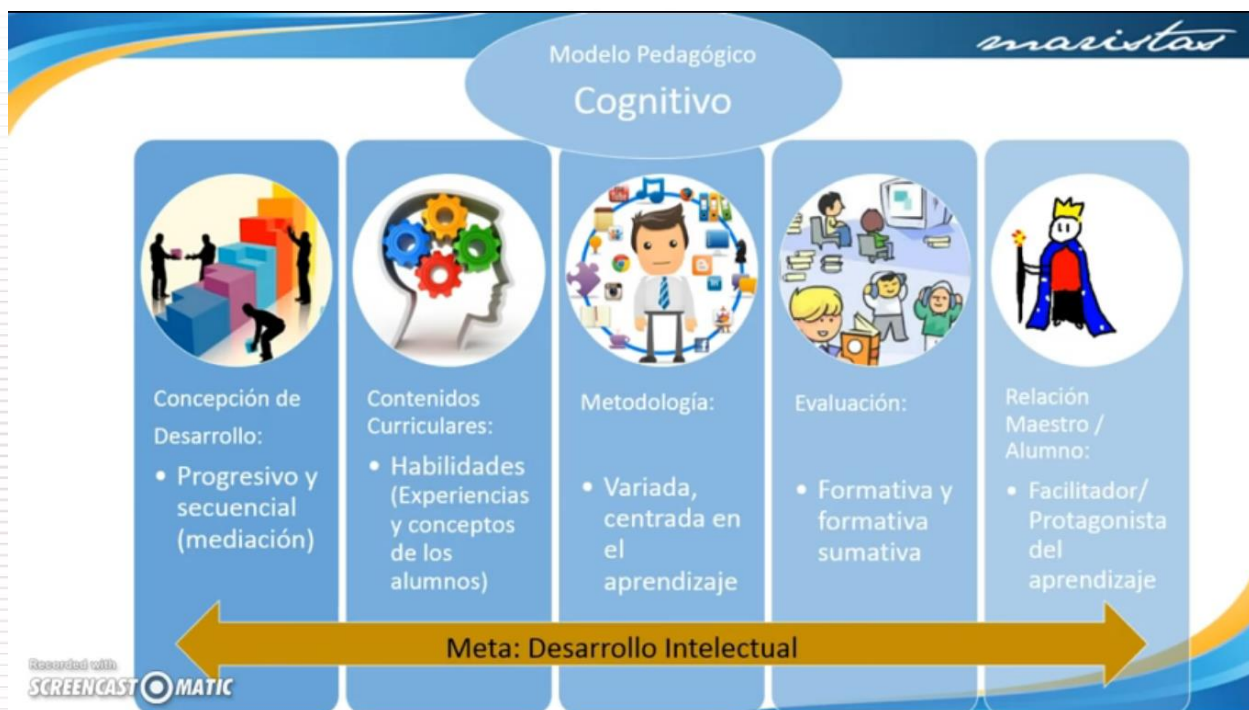 maristas
Modelo Pedagógico
Cognitivo
Concepción de
Desarrollo:
• Progresivo y
secuencial
(mediación)
Contenidos
Curriculares:
• Habilidades
(Experiencias
y conceptos
de los
alumnos)
Metodología:
• Variada,
centrada en
el
aprendizaje
Evaluación:
• Formativa y
formativa
sumativa
Relación
Maestro /
Alumno:
• Facilitador/
Protagonista
del
aprendizaje
Meta: Desarrollo Intelectual
Recorded with
SCREENCAST MATIC